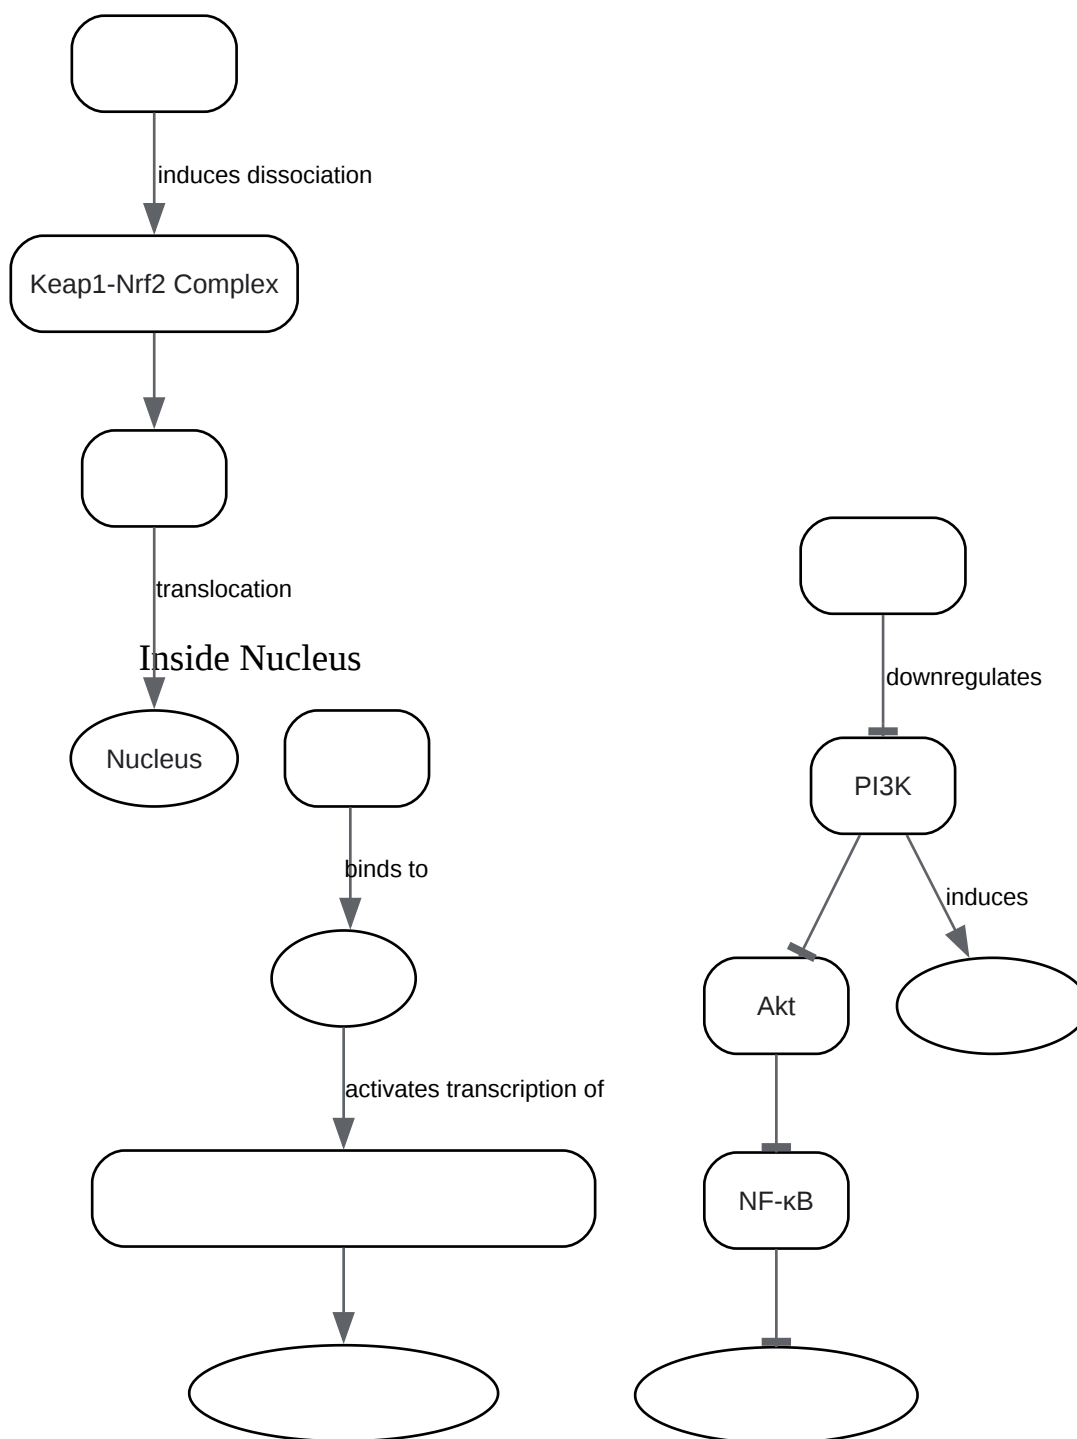 induces dissociation
Keap1-Nrf2 Complex
translocation
Inside Nucleus
Nucleus
binds to
activates transcription of
downregulates
PI3K
induces
Akt
NF-κB